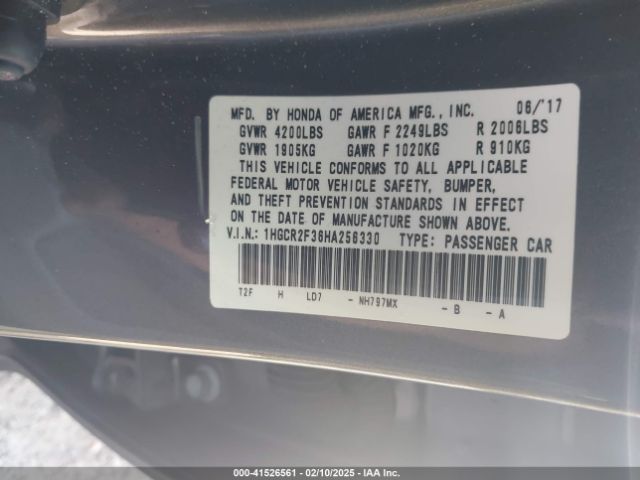 MFD. BY HONDA OF AMERICA MFG., INC. 06/'17
GVWR 4200LBS GAWR F 2249LBS R 2006LBS
GVWR 1905KG GAWR F 1020KG R 910KG
THIS VEHICLE CONFORMS TO ALL APPLICABLE
FEDERAL MOTOR VEHICLE SAFETY, BUMPER,
AND THEFT PREVENTION STANDARDS IN EFFECT
ON THE DATE OF MANUFACTURE SHOWN ABOVE.
V.I.N.: 1HGCR2F36HA256330 TYPE: PASSENGER CAR
T2F H LD7 - NH797MX - B - A
000-41526561 - 02/10/2025 - IAA Inc.